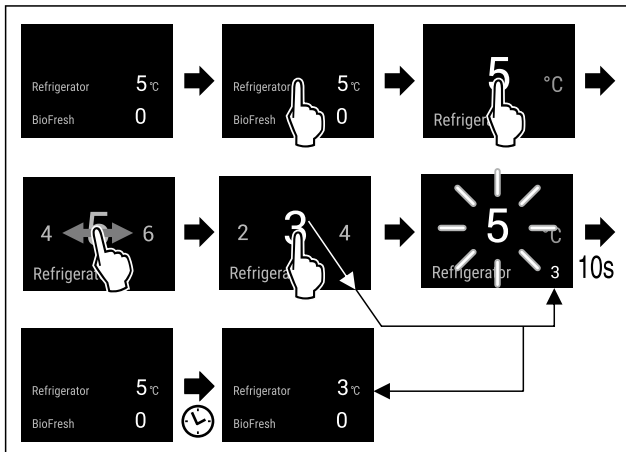 Refrigerator 5 °C
BioFresh 0
Refrigerator 5 °C
BioFresh 0
5 °C
Refriger
4 5 6
Refrigerat
2 3 4
Refrigera
5 °C
Refrigerator 3
10s
Refrigerator 5 °C
BioFresh 0
Refrigerator 3 °C
BioFresh 0